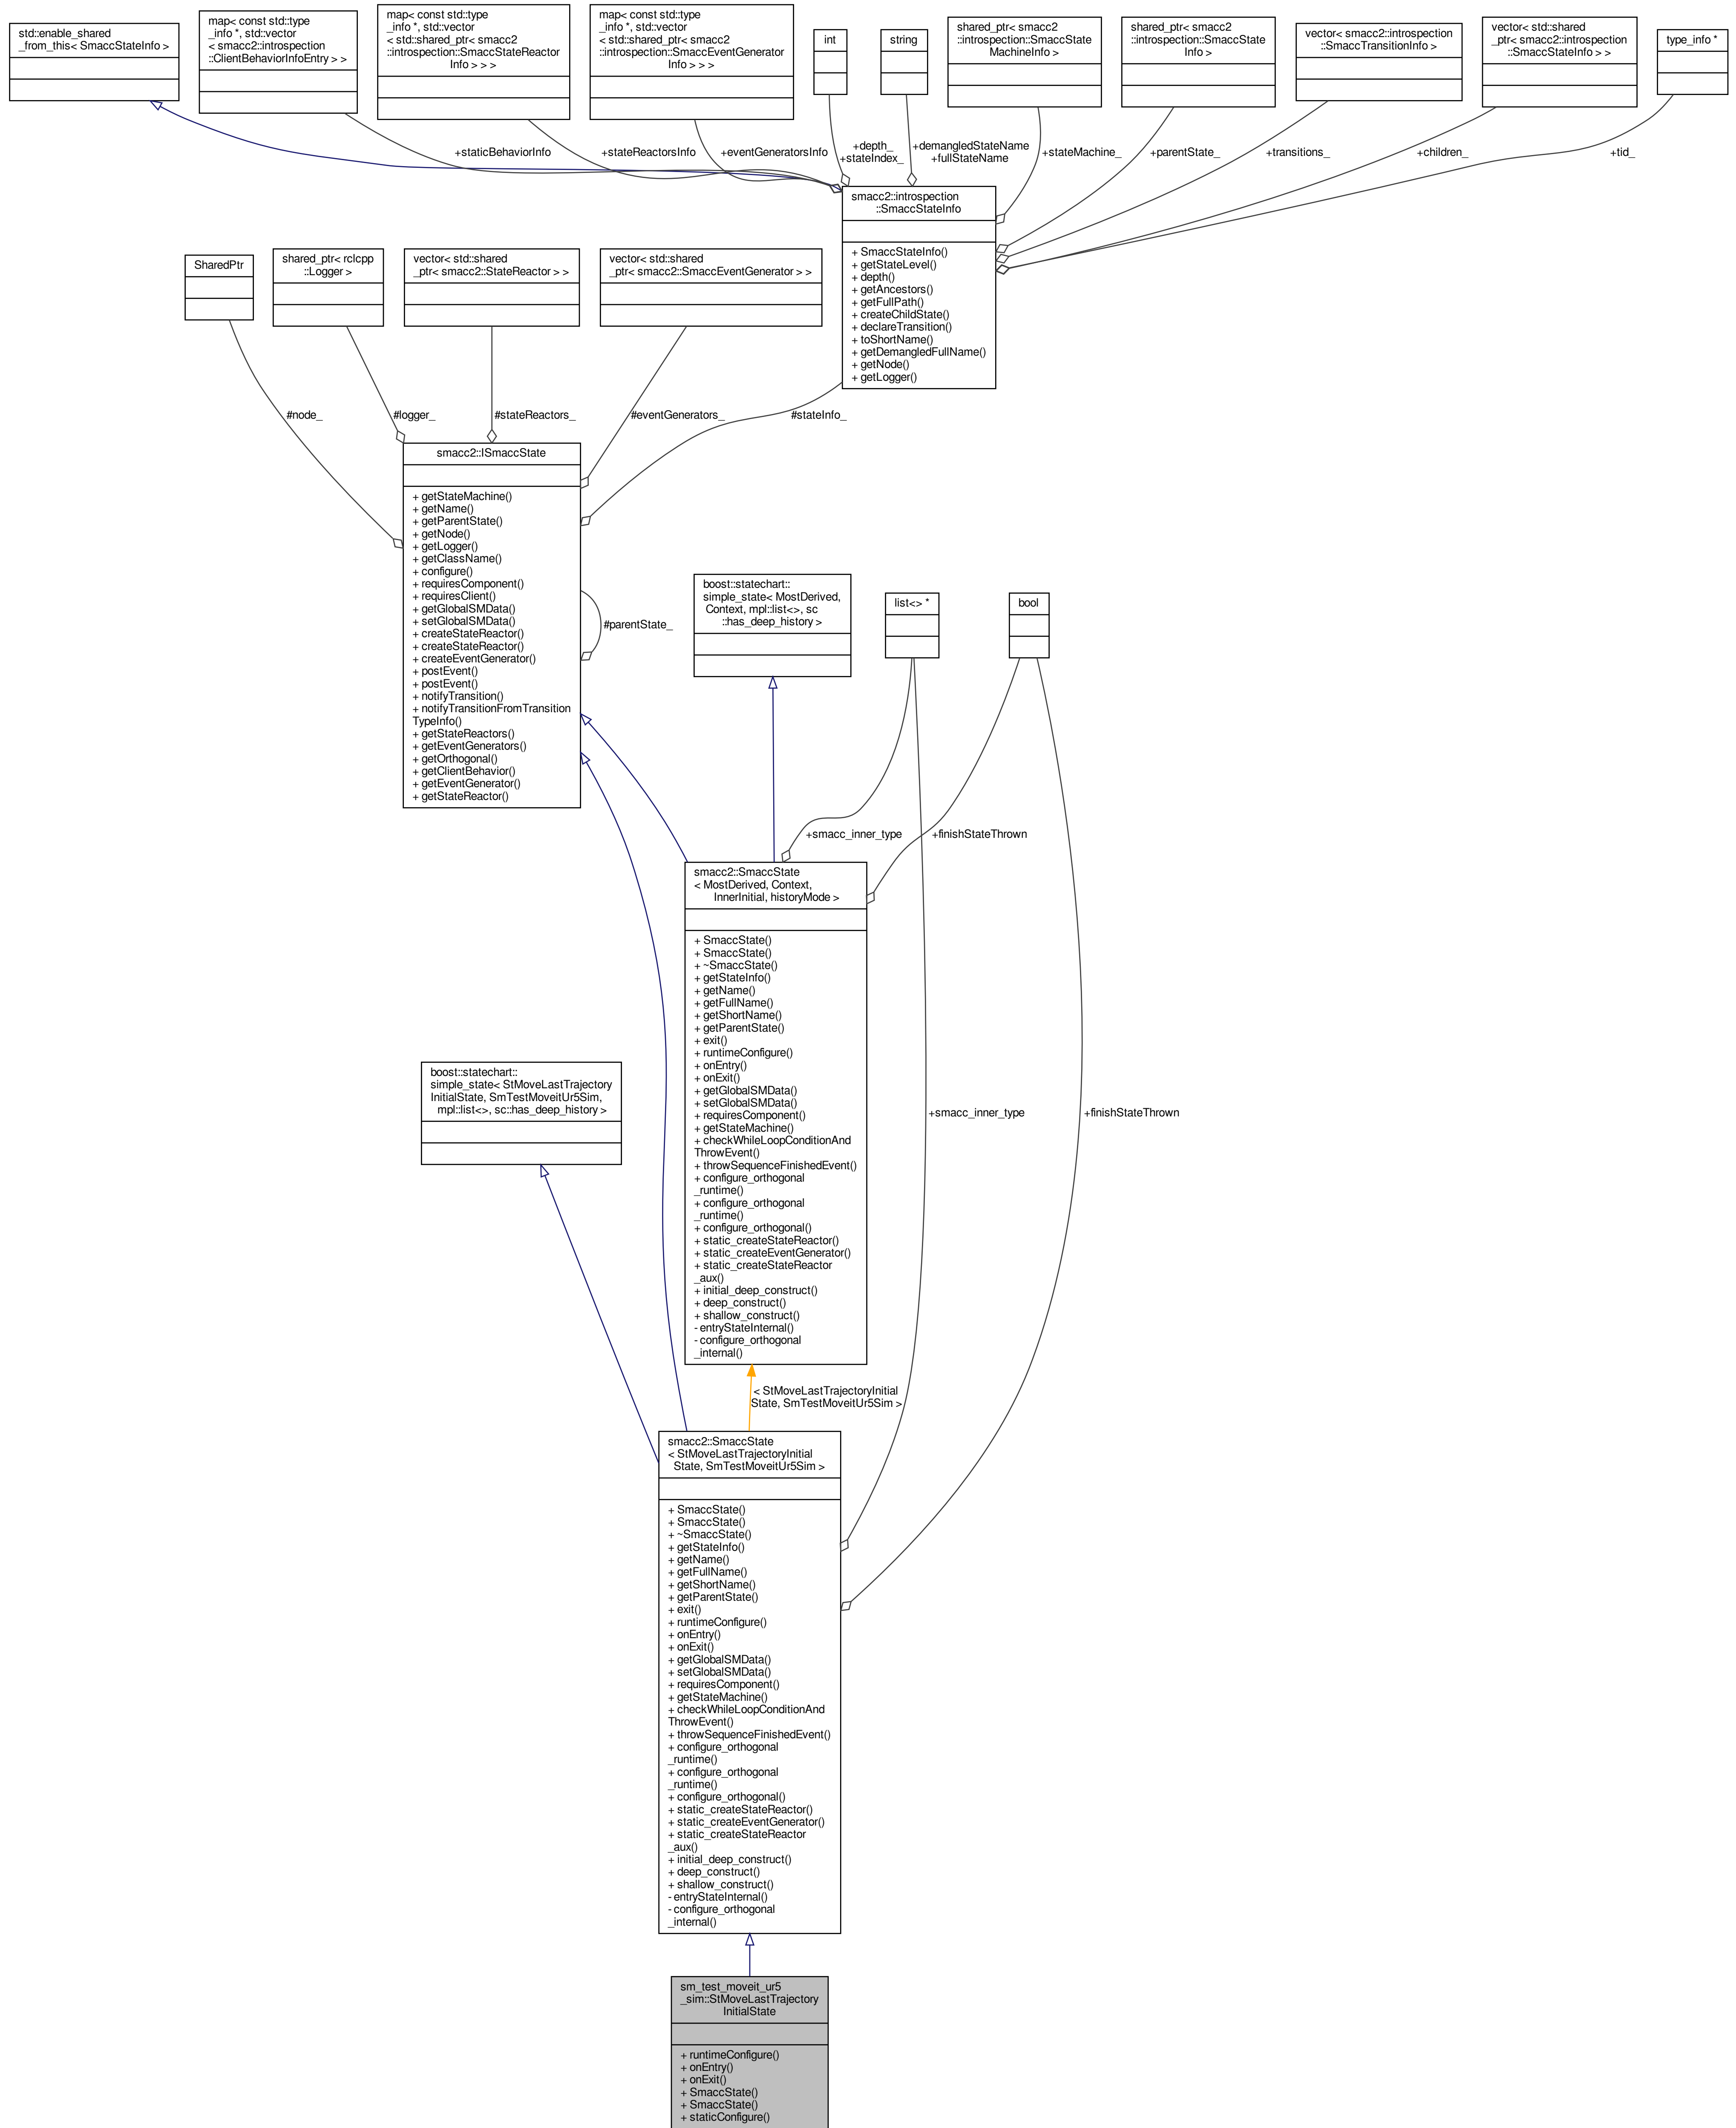 std::enable_shared
_from_this< SmaccStateInfo >
map< const std::type
_info *, std::vector
< smacc2::introspection
::ClientBehaviorInfoEntry > >
map< const std::type
_info *, std::vector
< std::shared_ptr< smacc2
::introspection::SmaccStateReactor
Info > > >
map< const std::type
_info *, std::vector
< std::shared_ptr< smacc2
::introspection::SmaccEventGenerator
Info > > >
int
string
shared_ptr< smacc2
::introspection::SmaccState
MachineInfo >
shared_ptr< smacc2
::introspection::SmaccState
Info >
vector< smacc2::introspection
::SmaccTransitionInfo >
vector< std::shared
_ptr< smacc2::introspection
::SmaccStateInfo > >
type_info *
+staticBehaviorInfo
+stateReactorsInfo
+eventGeneratorsInfo
+depth_
+stateIndex_
+demangledStateName
+fullStateName
+stateMachine_
+parentState_
+transitions_
+children_
+tid_
smacc2::introspection
::SmaccStateInfo
+ SmaccStateInfo()
+ getStateLevel()
+ depth()
+ getAncestors()
+ getFullPath()
+ createChildState()
+ declareTransition()
+ toShortName()
+ getDemangledFullName()
+ getNode()
+ getLogger()
SharedPtr
shared_ptr< rclcpp
::Logger >
vector< std::shared
_ptr< smacc2::StateReactor > >
vector< std::shared
_ptr< smacc2::SmaccEventGenerator > >
#node_
#logger_
#stateReactors_
#eventGenerators_
#stateInfo_
smacc2::ISmaccState
+ getStateMachine()
+ getName()
+ getParentState()
+ getNode()
+ getLogger()
+ getClassName()
+ configure()
+ requiresComponent()
+ requiresClient()
+ getGlobalSMData()
+ setGlobalSMData()
+ createStateReactor()
+ createStateReactor()
+ createEventGenerator()
+ postEvent()
+ postEvent()
+ notifyTransition()
+ notifyTransitionFromTransition
TypeInfo()
+ getStateReactors()
+ getEventGenerators()
+ getOrthogonal()
+ getClientBehavior()
+ getEventGenerator()
+ getStateReactor()
#parentState_
boost::statechart::
simple_state< MostDerived,
Context, mpl::list<>, sc
::has_deep_history >
list<> *
bool
+smacc_inner_type
+finishStateThrown
smacc2::SmaccState
< MostDerived, Context,
InnerInitial, historyMode >
+ SmaccState()
+ SmaccState()
+ ~SmaccState()
+ getStateInfo()
+ getName()
+ getFullName()
+ getShortName()
+ getParentState()
+ exit()
+ runtimeConfigure()
+ onEntry()
+ onExit()
+ getGlobalSMData()
+ setGlobalSMData()
+ requiresComponent()
+ getStateMachine()
+ checkWhileLoopConditionAnd
ThrowEvent()
+ throwSequenceFinishedEvent()
+ configure_orthogonal
_runtime()
+ configure_orthogonal
_runtime()
+ configure_orthogonal()
+ static_createStateReactor()
+ static_createEventGenerator()
+ static_createStateReactor
_aux()
+ initial_deep_construct()
+ deep_construct()
+ shallow_construct()
- entryStateInternal()
- configure_orthogonal
_internal()
boost::statechart::
simple_state< StMoveLastTrajectory
InitialState, SmTestMoveitUr5Sim,
mpl::list<>, sc::has_deep_history >
+smacc_inner_type
+finishStateThrown
< StMoveLastTrajectoryInitial
State, SmTestMoveitUr5Sim >
smacc2::SmaccState
< StMoveLastTrajectoryInitial
State, SmTestMoveitUr5Sim >
+ SmaccState()
+ SmaccState()
+ ~SmaccState()
+ getStateInfo()
+ getName()
+ getFullName()
+ getShortName()
+ getParentState()
+ exit()
+ runtimeConfigure()
+ onEntry()
+ onExit()
+ getGlobalSMData()
+ setGlobalSMData()
+ requiresComponent()
+ getStateMachine()
+ checkWhileLoopConditionAnd
ThrowEvent()
+ throwSequenceFinishedEvent()
+ configure_orthogonal
_runtime()
+ configure_orthogonal
_runtime()
+ configure_orthogonal()
+ static_createStateReactor()
+ static_createEventGenerator()
+ static_createStateReactor
_aux()
+ initial_deep_construct()
+ deep_construct()
+ shallow_construct()
- entryStateInternal()
- configure_orthogonal
_internal()
sm_test_moveit_ur5
_sim::StMoveLastTrajectory
InitialState
+ runtimeConfigure()
+ onEntry()
+ onExit()
+ SmaccState()
+ SmaccState()
+ staticConfigure()